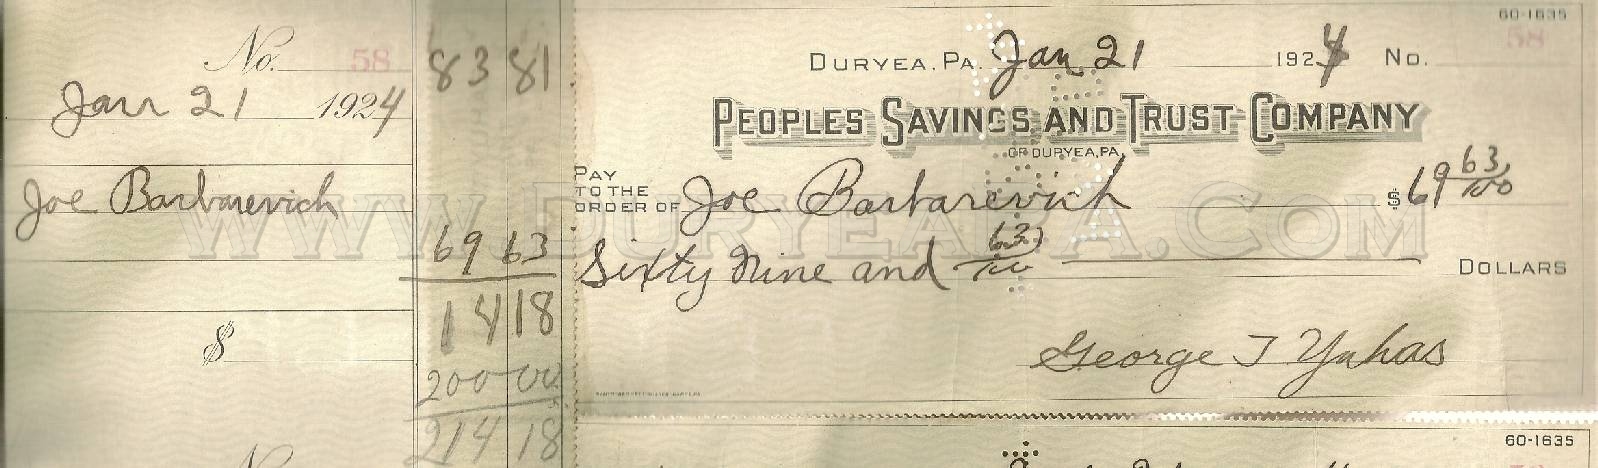 No. 58
Jan 21 1924
Joe Barbarevich
$
83 81
69 63
14 18
200 00
214 18
No.
60-1635
58
DURYEA, PA. Jan 21 1924 No.
PEOPLES SAVINGS AND TRUST COMPANY
OF DURYEA, PA.
PAY
TO THE
ORDER OF Joe Barbarevich $69 63/100
Sixty Nine and 63/100 DOLLARS
George J Yuhas
WWW.DURYEAPA.COM
60-1635